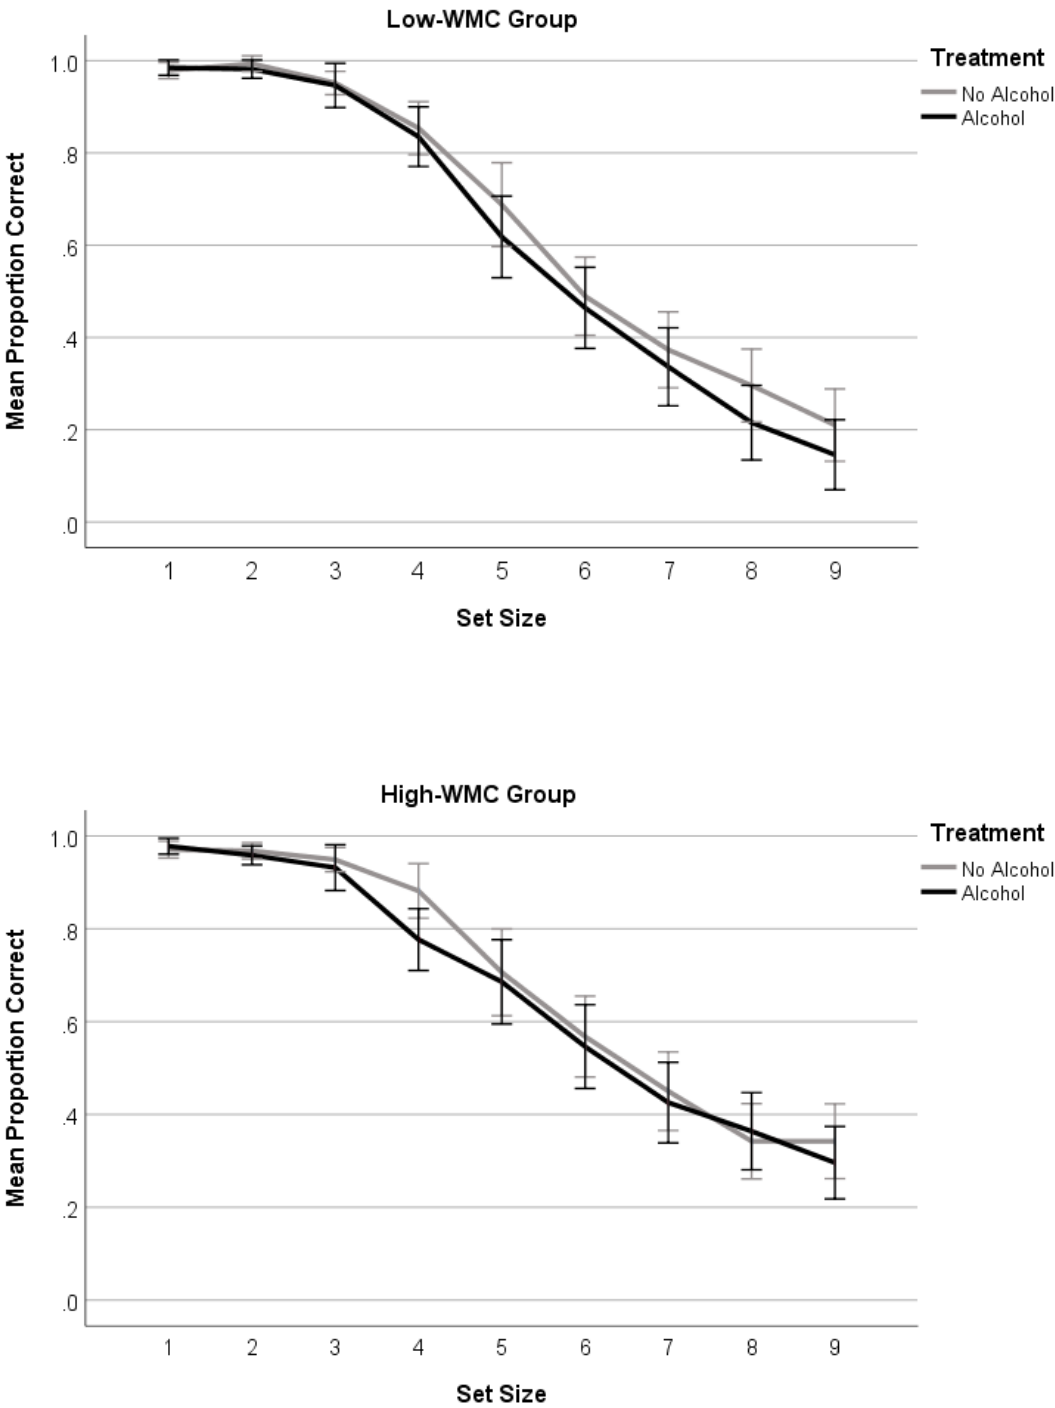 Low-WMC Group
Treatment
No Alcohol
Alcohol
Mean Proportion Correct
1.0
.8
.6
.4
.2
.0
1 2 3 4 5 6 7 8 9
Set Size
High-WMC Group
Treatment
No Alcohol
Alcohol
Mean Proportion Correct
1.0
.8
.6
.4
.2
.0
1 2 3 4 5 6 7 8 9
Set Size